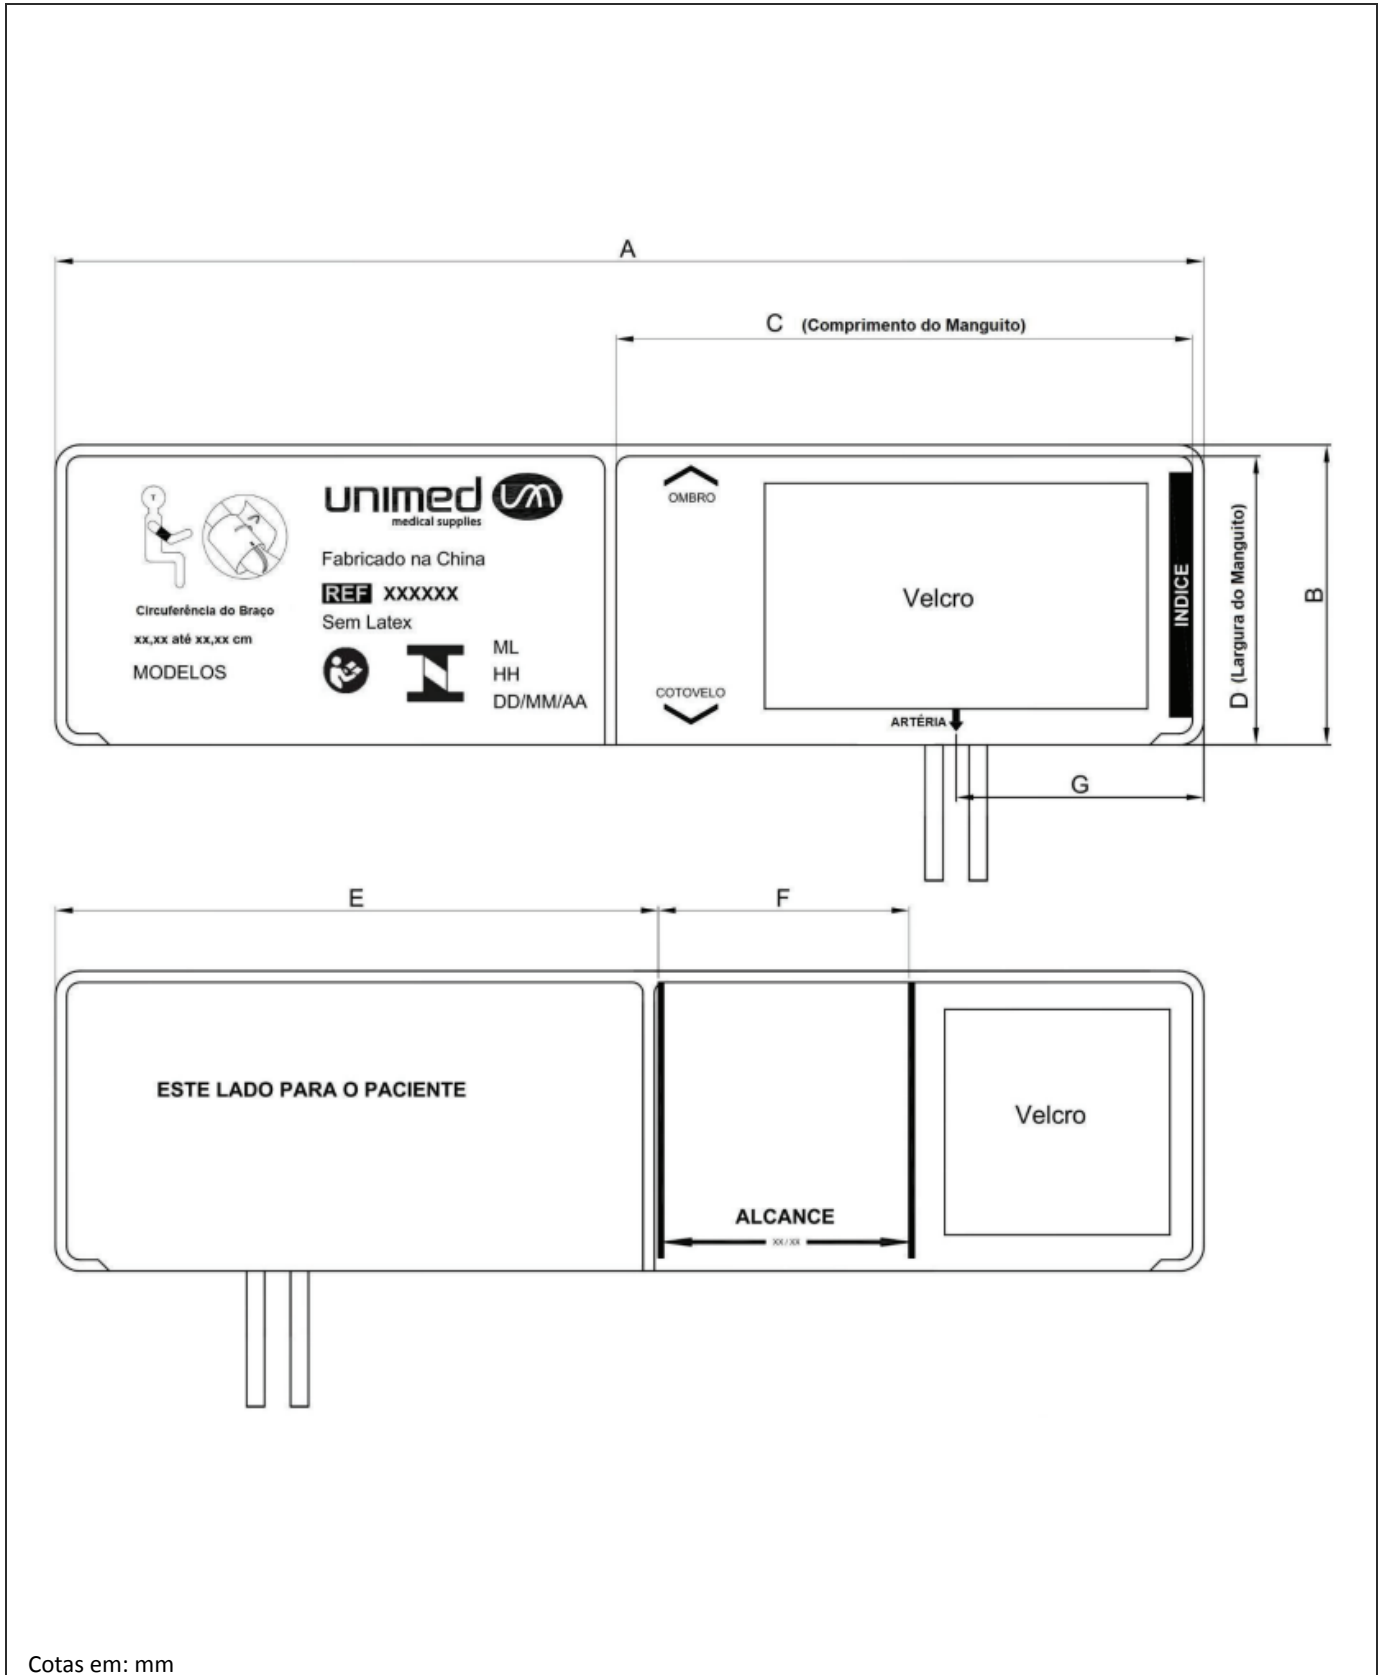 A
C (Comprimento do Manguito)
unimed
medical supplies
Fabricado na China
REF XXXXXX
Sem Latex
Circuferência do Braço
xx,xx até xx,xx cm
MODELOS
ML
HH
DD/MM/AA
OMBRO
COTOVELO
Velcro
ARTÉRIA
INDICE
D (Largura do Manguito)
B
G
E
F
ESTE LADO PARA O PACIENTE
ALCANCE
XX / XX
Velcro
Cotas em: mm